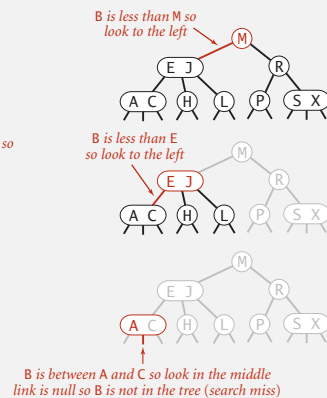 B is less than M so
look to the left
M
E J
R
A C H L P S X
so
B is less than E
so look to the left
M
E J
R
A C H L P S X
M
E J
R
A C H L P S X
B is between A and C so look in the middle
link is null so B is not in the tree (search miss)